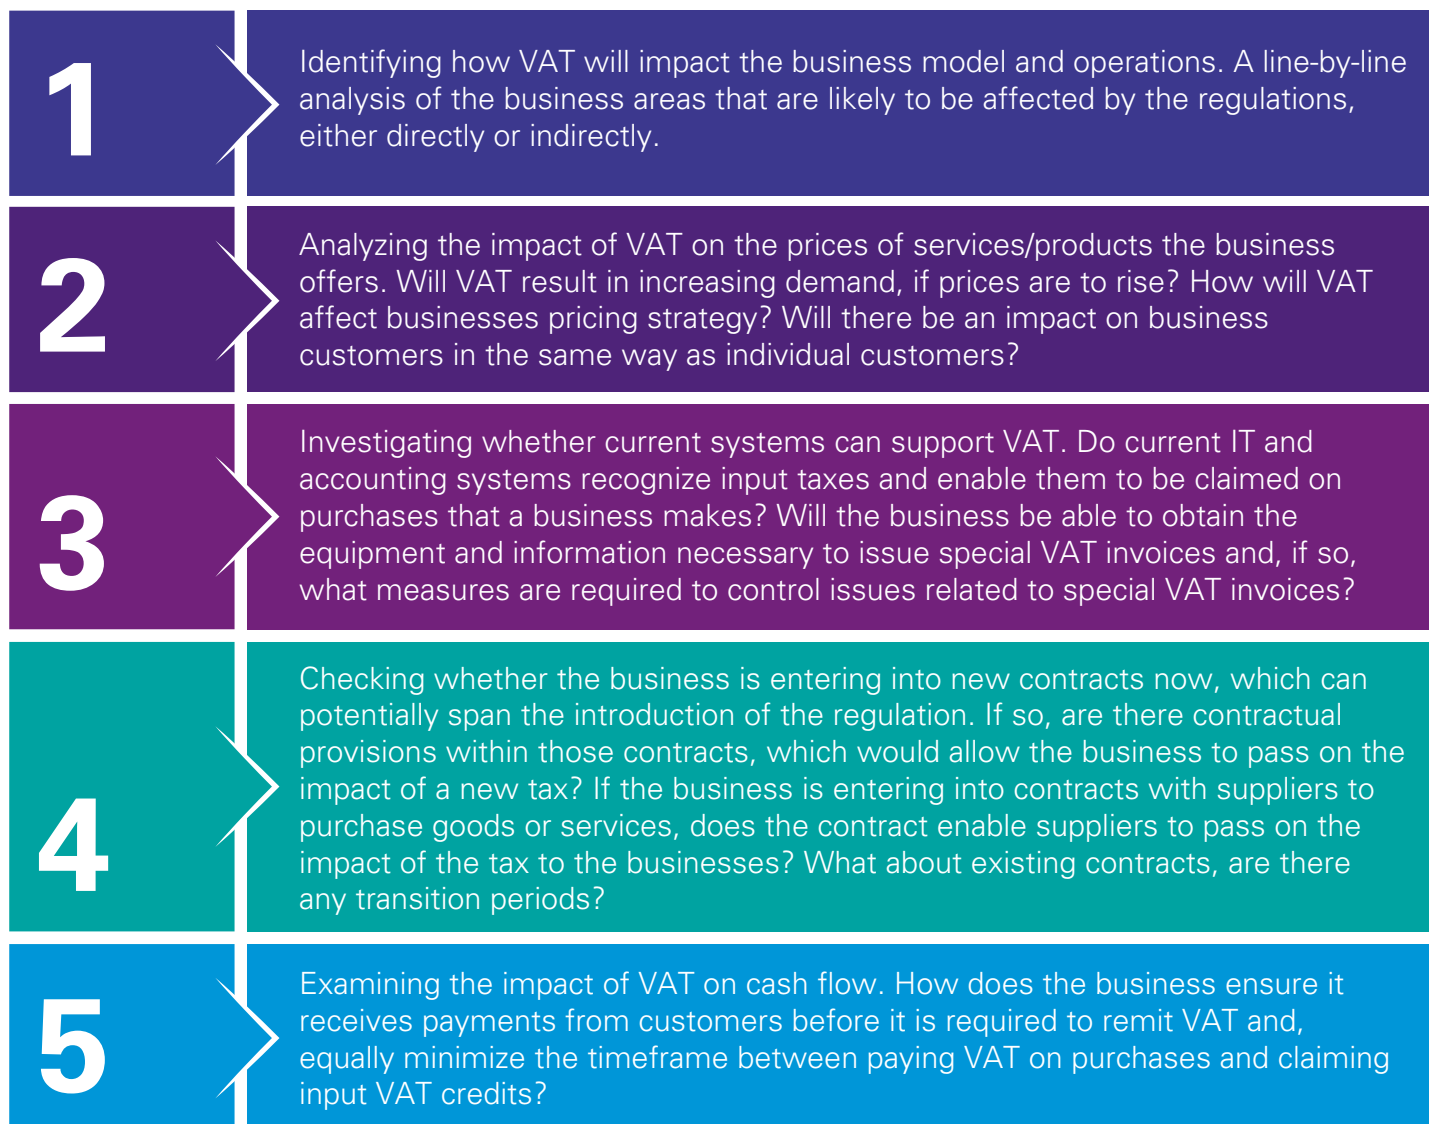 1
Identifying how VAT will impact the business model and operations. A line-by-line
analysis of the business areas that are likely to be affected by the regulations,
either directly or indirectly.
2
Analyzing the impact of VAT on the prices of services/products the business
offers. Will VAT result in increasing demand, if prices are to rise? How will VAT
affect businesses pricing strategy? Will there be an impact on business
customers in the same way as individual customers?
3
Investigating whether current systems can support VAT. Do current IT and
accounting systems recognize input taxes and enable them to be claimed on
purchases that a business makes? Will the business be able to obtain the
equipment and information necessary to issue special VAT invoices and, if so,
what measures are required to control issues related to special VAT invoices?
4
Checking whether the business is entering into new contracts now, which can
potentially span the introduction of the regulation. If so, are there contractual
provisions within those contracts, which would allow the business to pass on the
impact of a new tax? If the business is entering into contracts with suppliers to
purchase goods or services, does the contract enable suppliers to pass on the
impact of the tax to the businesses? What about existing contracts, are there
any transition periods?
5
Examining the impact of VAT on cash flow. How does the business ensure it
receives payments from customers before it is required to remit VAT and,
equally minimize the timeframe between paying VAT on purchases and claiming
input VAT credits?